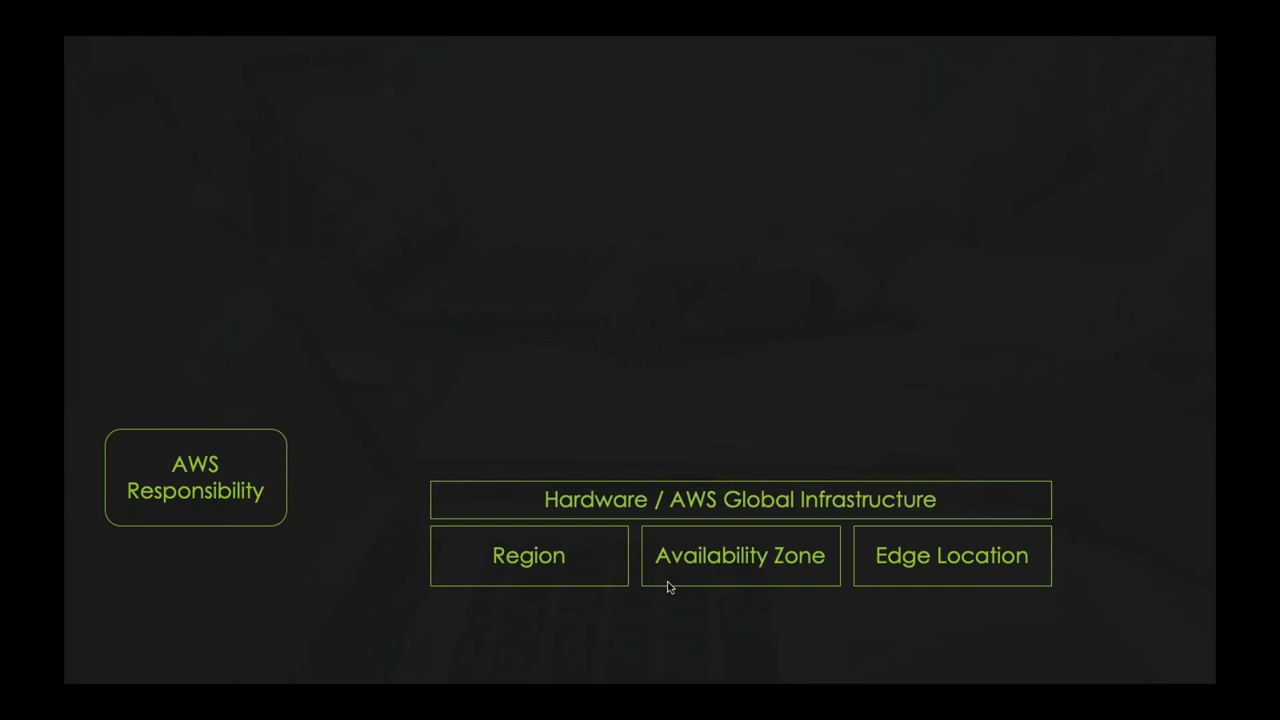 AWS
Responsibility
Hardware / AWS Global Infrastructure
Region
Availability Zone
Edge Location